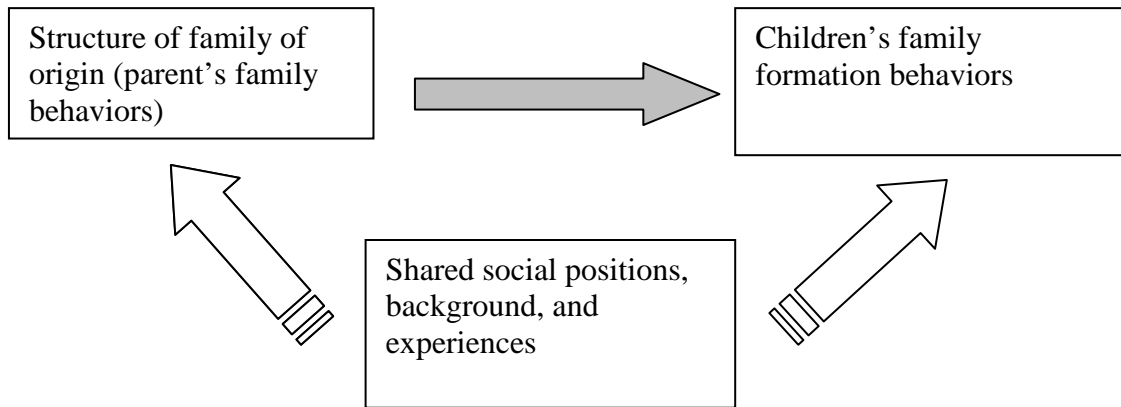 Structure of family of
origin (parent’s family
behaviors)
Children’s family
formation behaviors
Shared social positions,
background, and
experiences